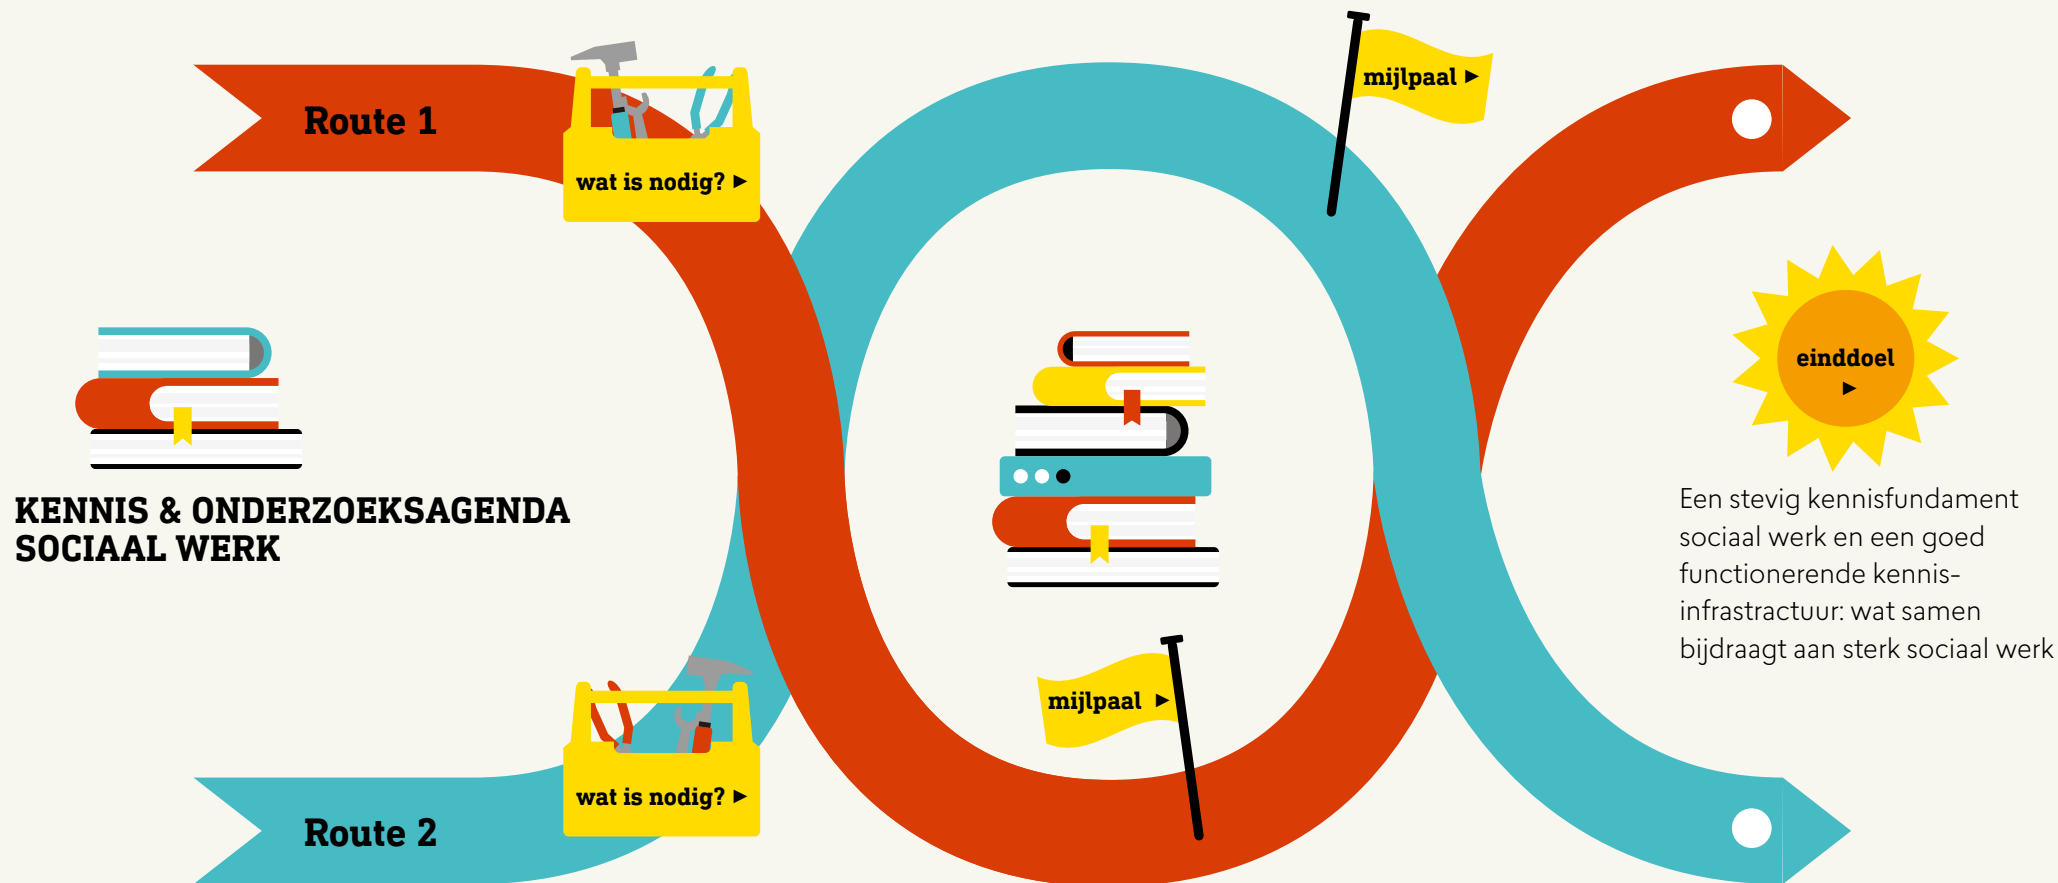 Route 1
wat is nodig? ►
mijlpaal ►
KENNIS & ONDERZOEKSAGENDA
SOCIAAL WERK
einddoel
►
Een stevig kennisfundament
sociaal werk en een goed
functionerende kennis-
infrastractuur: wat samen
bijdraagt aan sterk sociaal werk
mijlpaal ►
wat is nodig? ►
Route 2